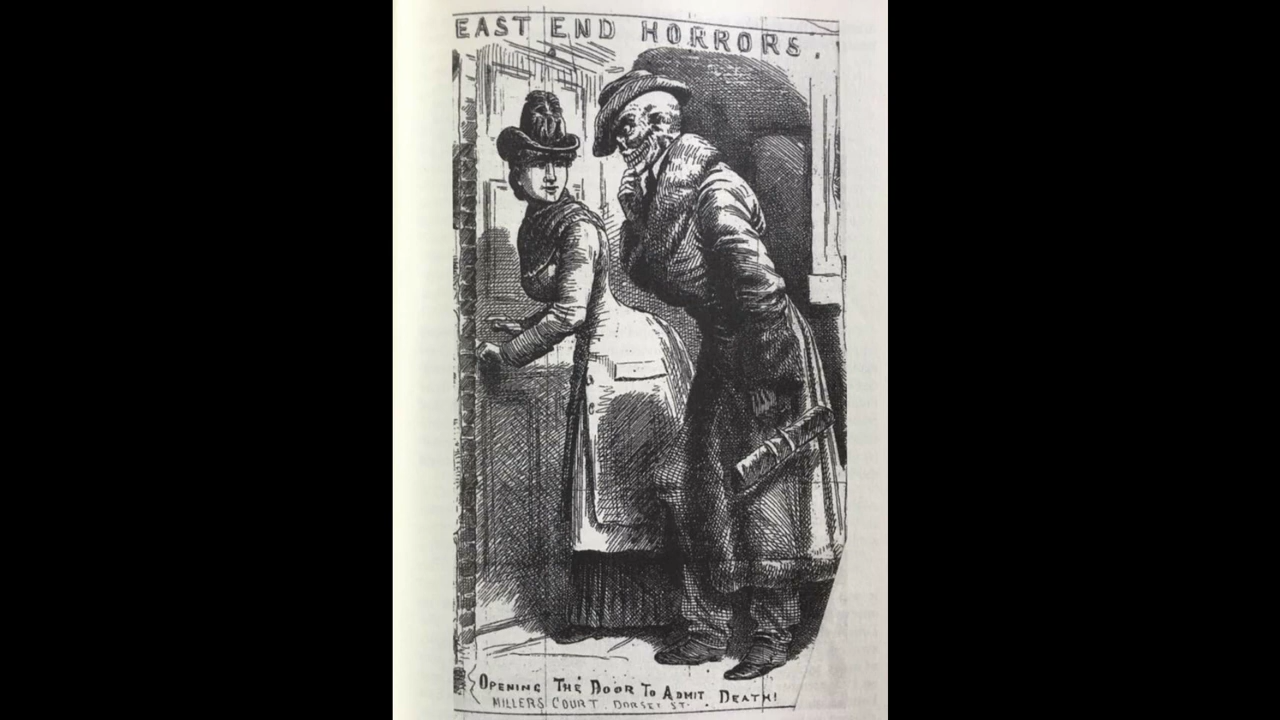 EAST END HORRORS.
OPENING THE DOOR TO ADMIT DEATH!
MILLERS COURT. DORSET ST.